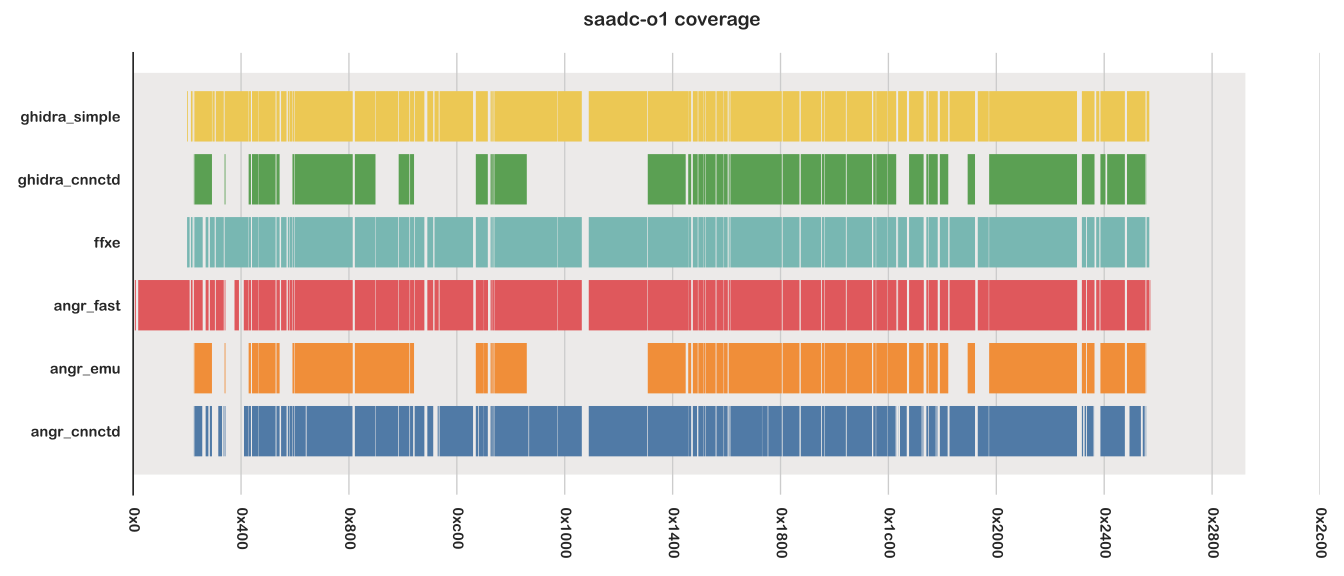 saadc-o1 coverage
ghidra_simple
ghidra_cnnctd
ffxe
angr_fast
angr_emu
angr_cnnctd
0x0
0x400
0x800
0xc00
0x1000
0x1400
0x1800
0x1c00
0x2000
0x2400
0x2800
0x2c00